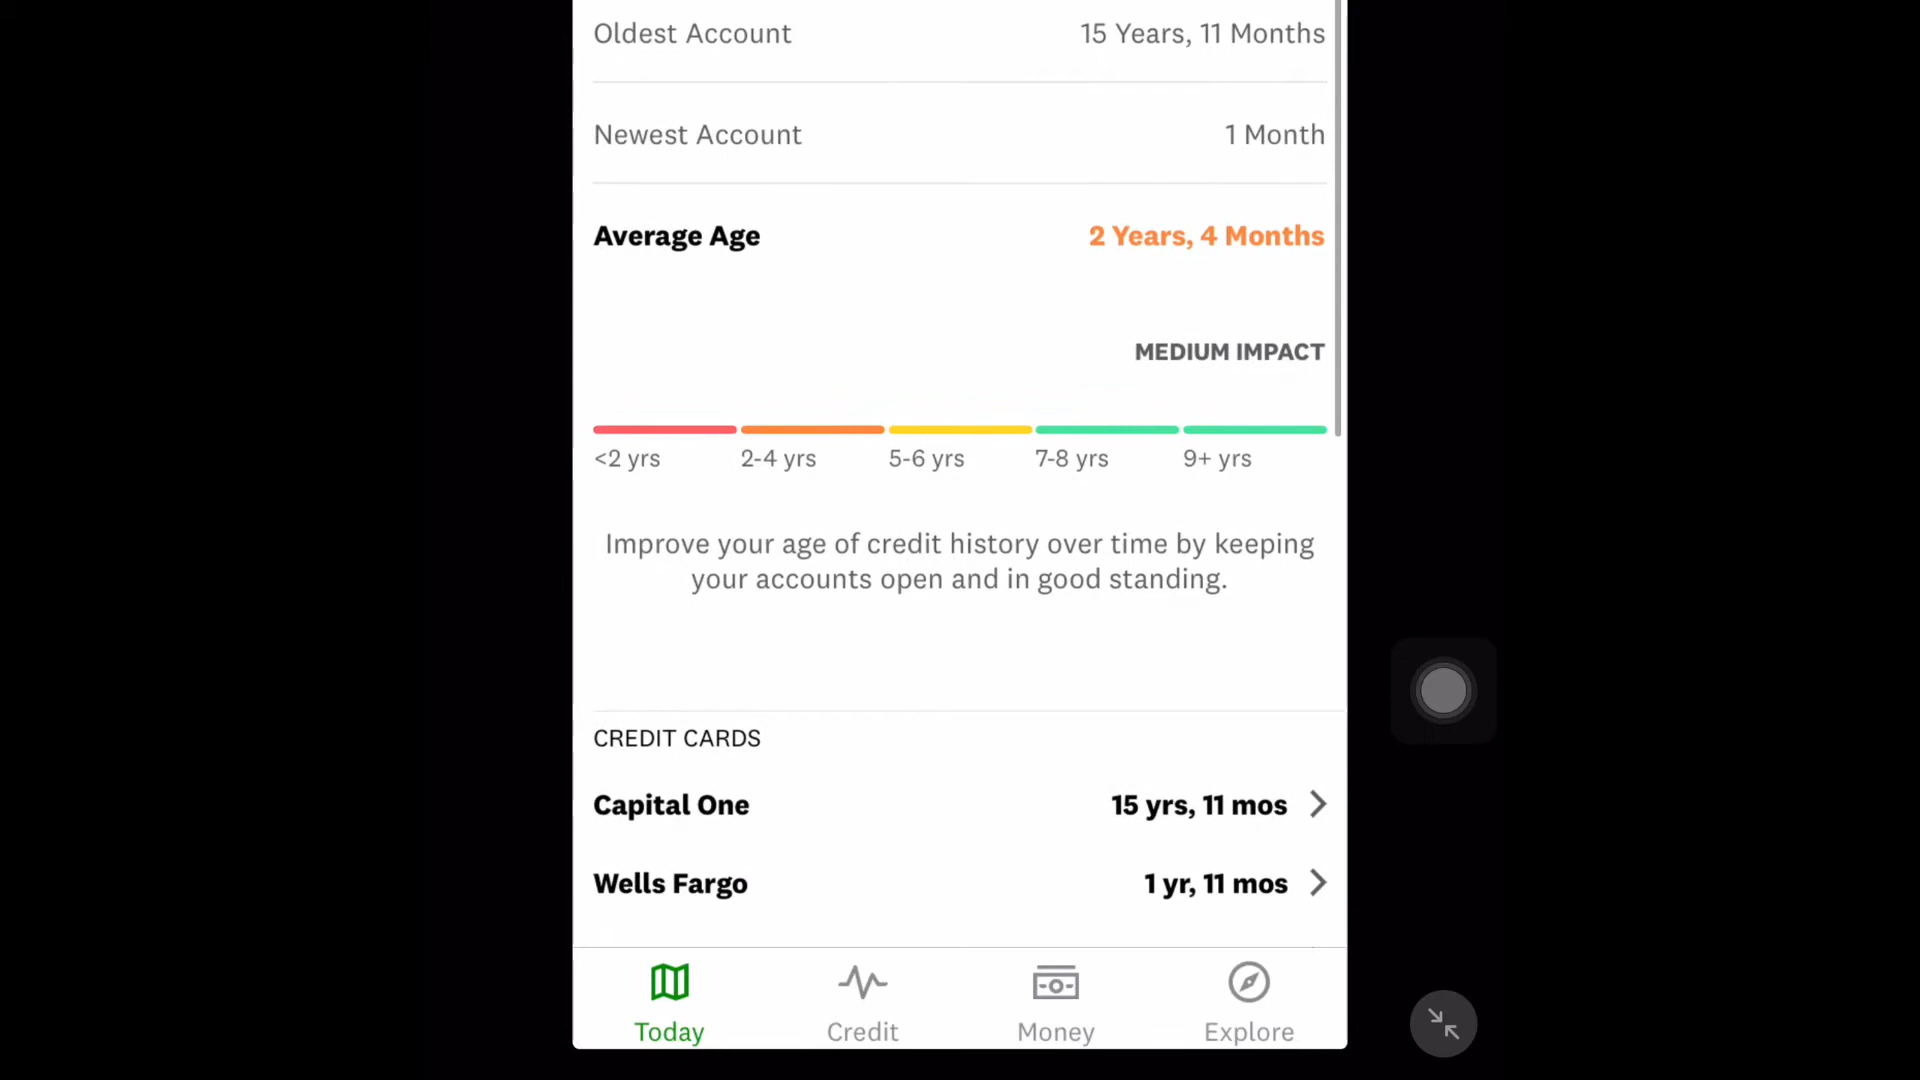 Oldest Account 15 Years, 11 Months
Newest Account 1 Month
Average Age 2 Years, 4 Months
MEDIUM IMPACT
<2 yrs 2-4 yrs 5-6 yrs 7-8 yrs 9+ yrs
Improve your age of credit history over time by keeping
your accounts open and in good standing.
CREDIT CARDS
Capital One 15 yrs, 11 mos
Wells Fargo 1 yr, 11 mos
Today Credit Money Explore